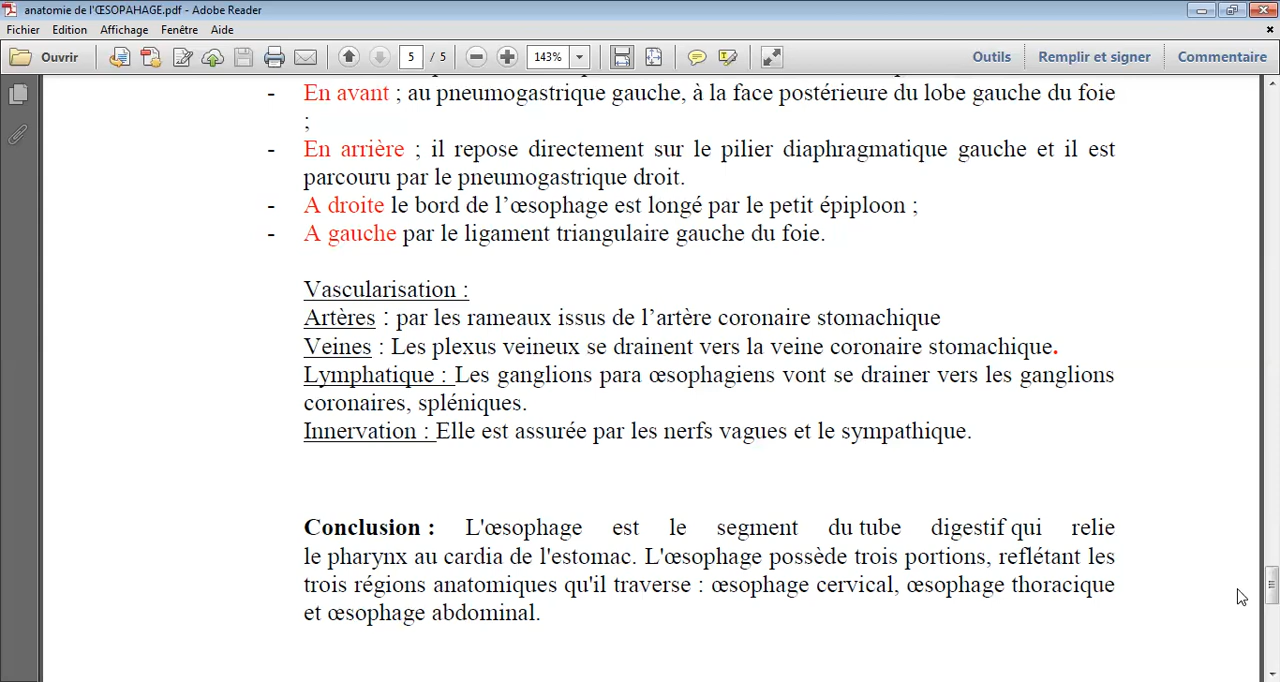 anatomie de l'ŒSOPAHAGE.pdf - Adobe Reader
Fichier Edition Affichage Fenêtre Aide
Ouvrir 5 / 5 143% Outils Remplir et signer Commentaire
- En avant ; au pneumogastrique gauche, à la face postérieure du lobe gauche du foie
;
- En arrière ; il repose directement sur le pilier diaphragmatique gauche et il est
parcouru par le pneumogastrique droit.
- A droite le bord de l’œsophage est longé par le petit épiploon ;
- A gauche par le ligament triangulaire gauche du foie.
Vascularisation :
Artères : par les rameaux issus de l’artère coronaire stomachique
Veines : Les plexus veineux se drainent vers la veine coronaire stomachique.
Lymphatique : Les ganglions para œsophagiens vont se drainer vers les ganglions
coronaires, spléniques.
Innervation : Elle est assurée par les nerfs vagues et le sympathique.
Conclusion : L'œsophage est le segment du tube digestif qui relie
le pharynx au cardia de l'estomac. L'œsophage possède trois portions, reflétant les
trois régions anatomiques qu'il traverse : œsophage cervical, œsophage thoracique
et œsophage abdominal.